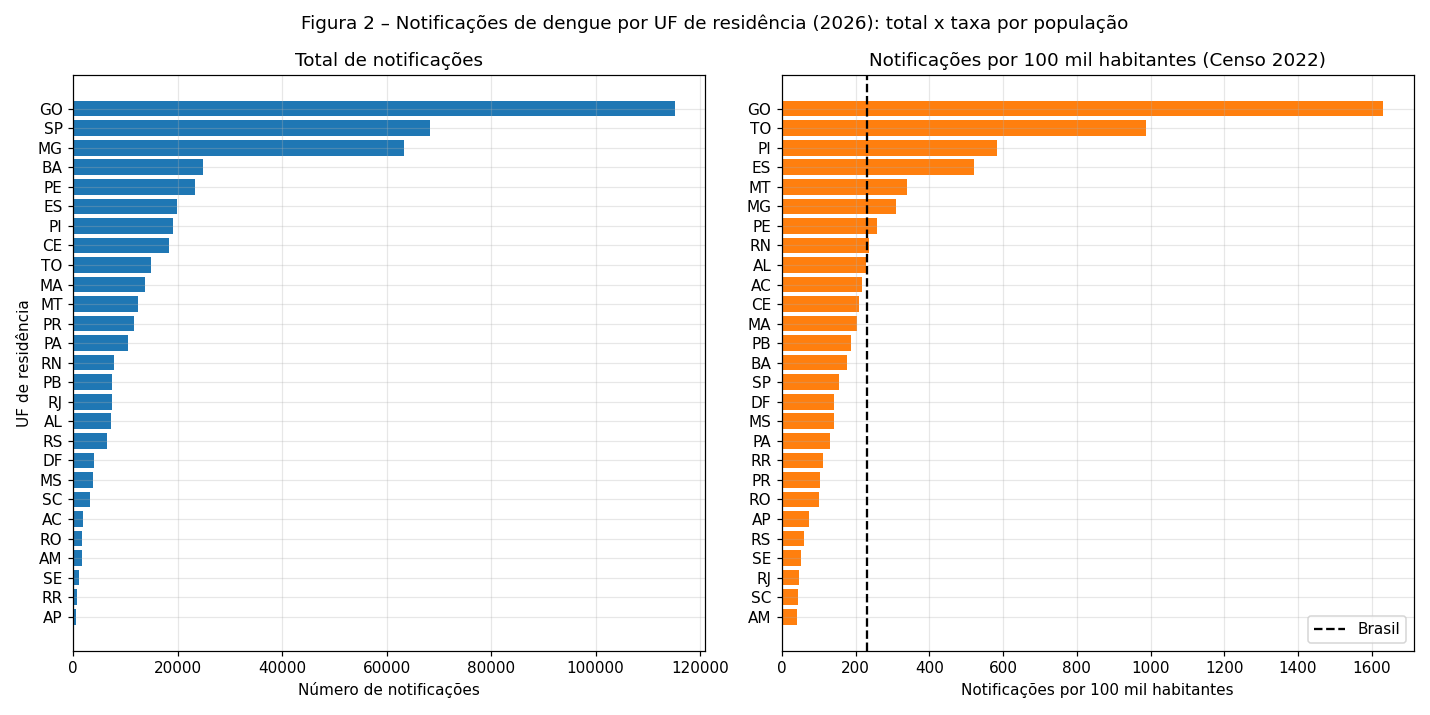 Figura 2 – Notificações de dengue por UF de residência (2026): total x taxa por população
Total de notificações
UF de residência
GO
SP
MG
BA
PE
ES
PI
CE
TO
MA
MT
PR
PA
RN
PB
RJ
AL
RS
DF
MS
SC
AC
RO
AM
SE
RR
AP
0 20000 40000 60000 80000 100000 120000
Número de notificações
Notificações por 100 mil habitantes (Censo 2022)
GO
TO
PI
ES
MT
MG
PE
RN
AL
AC
CE
MA
PB
BA
SP
DF
MS
PA
RR
PR
RO
AP
RS
SE
RJ
SC
AM
Brasil
0 200 400 600 800 1000 1200 1400 1600
Notificações por 100 mil habitantes